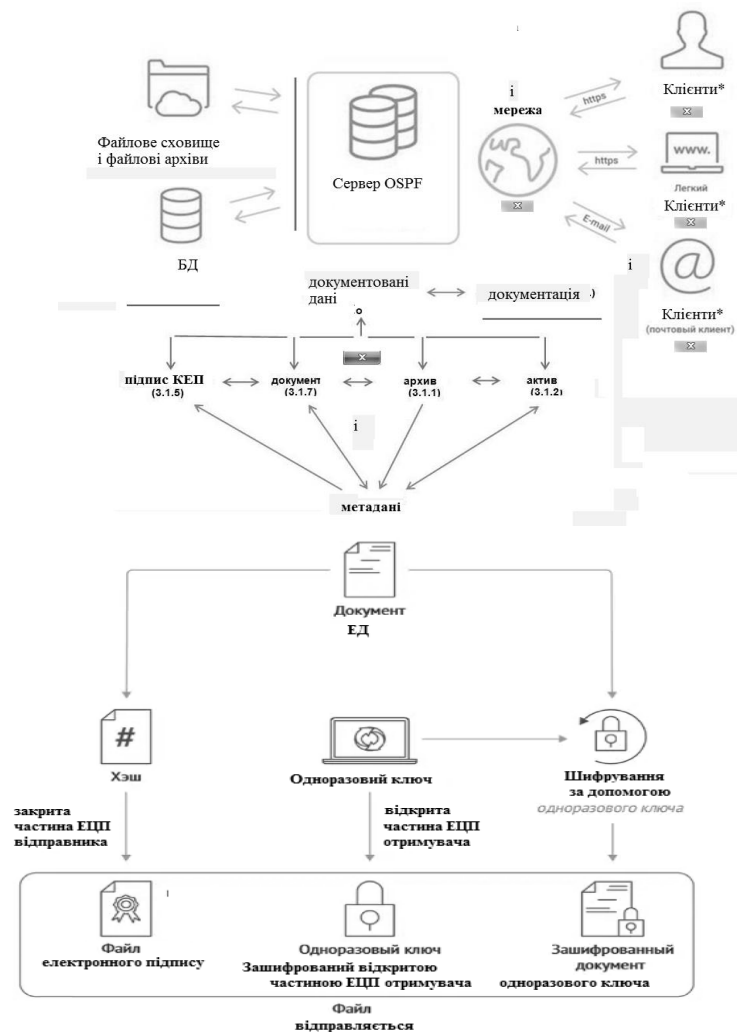 Файлове сховище
і файлові архіви
БД
Сервер OSPF
і
мережа
https
https
E-mail
Клієнти*
www.
Легкий
Клієнти*
і
Клієнти*
(почтовый клиент)
документовані
дані
документація )
підпис КЕП
(3.1.5)
документ
(3.1.7)
архив
(3.1.1)
актив
(3.1.2)
і
метадані
Документ
ЕД
#
Хэш
Одноразовий ключ
Шифрування
за допомогою
одноразового ключа
закрита
частина ЕЦП
відправника
відкрита
частина ЕЦП
отримувача
Файл
електронного підпису
Одноразовый ключ
Зашифрований відкритою
частиною ЕЦП отримувача
Зашифрованный
документ
одноразового ключа
Файл
відправляється